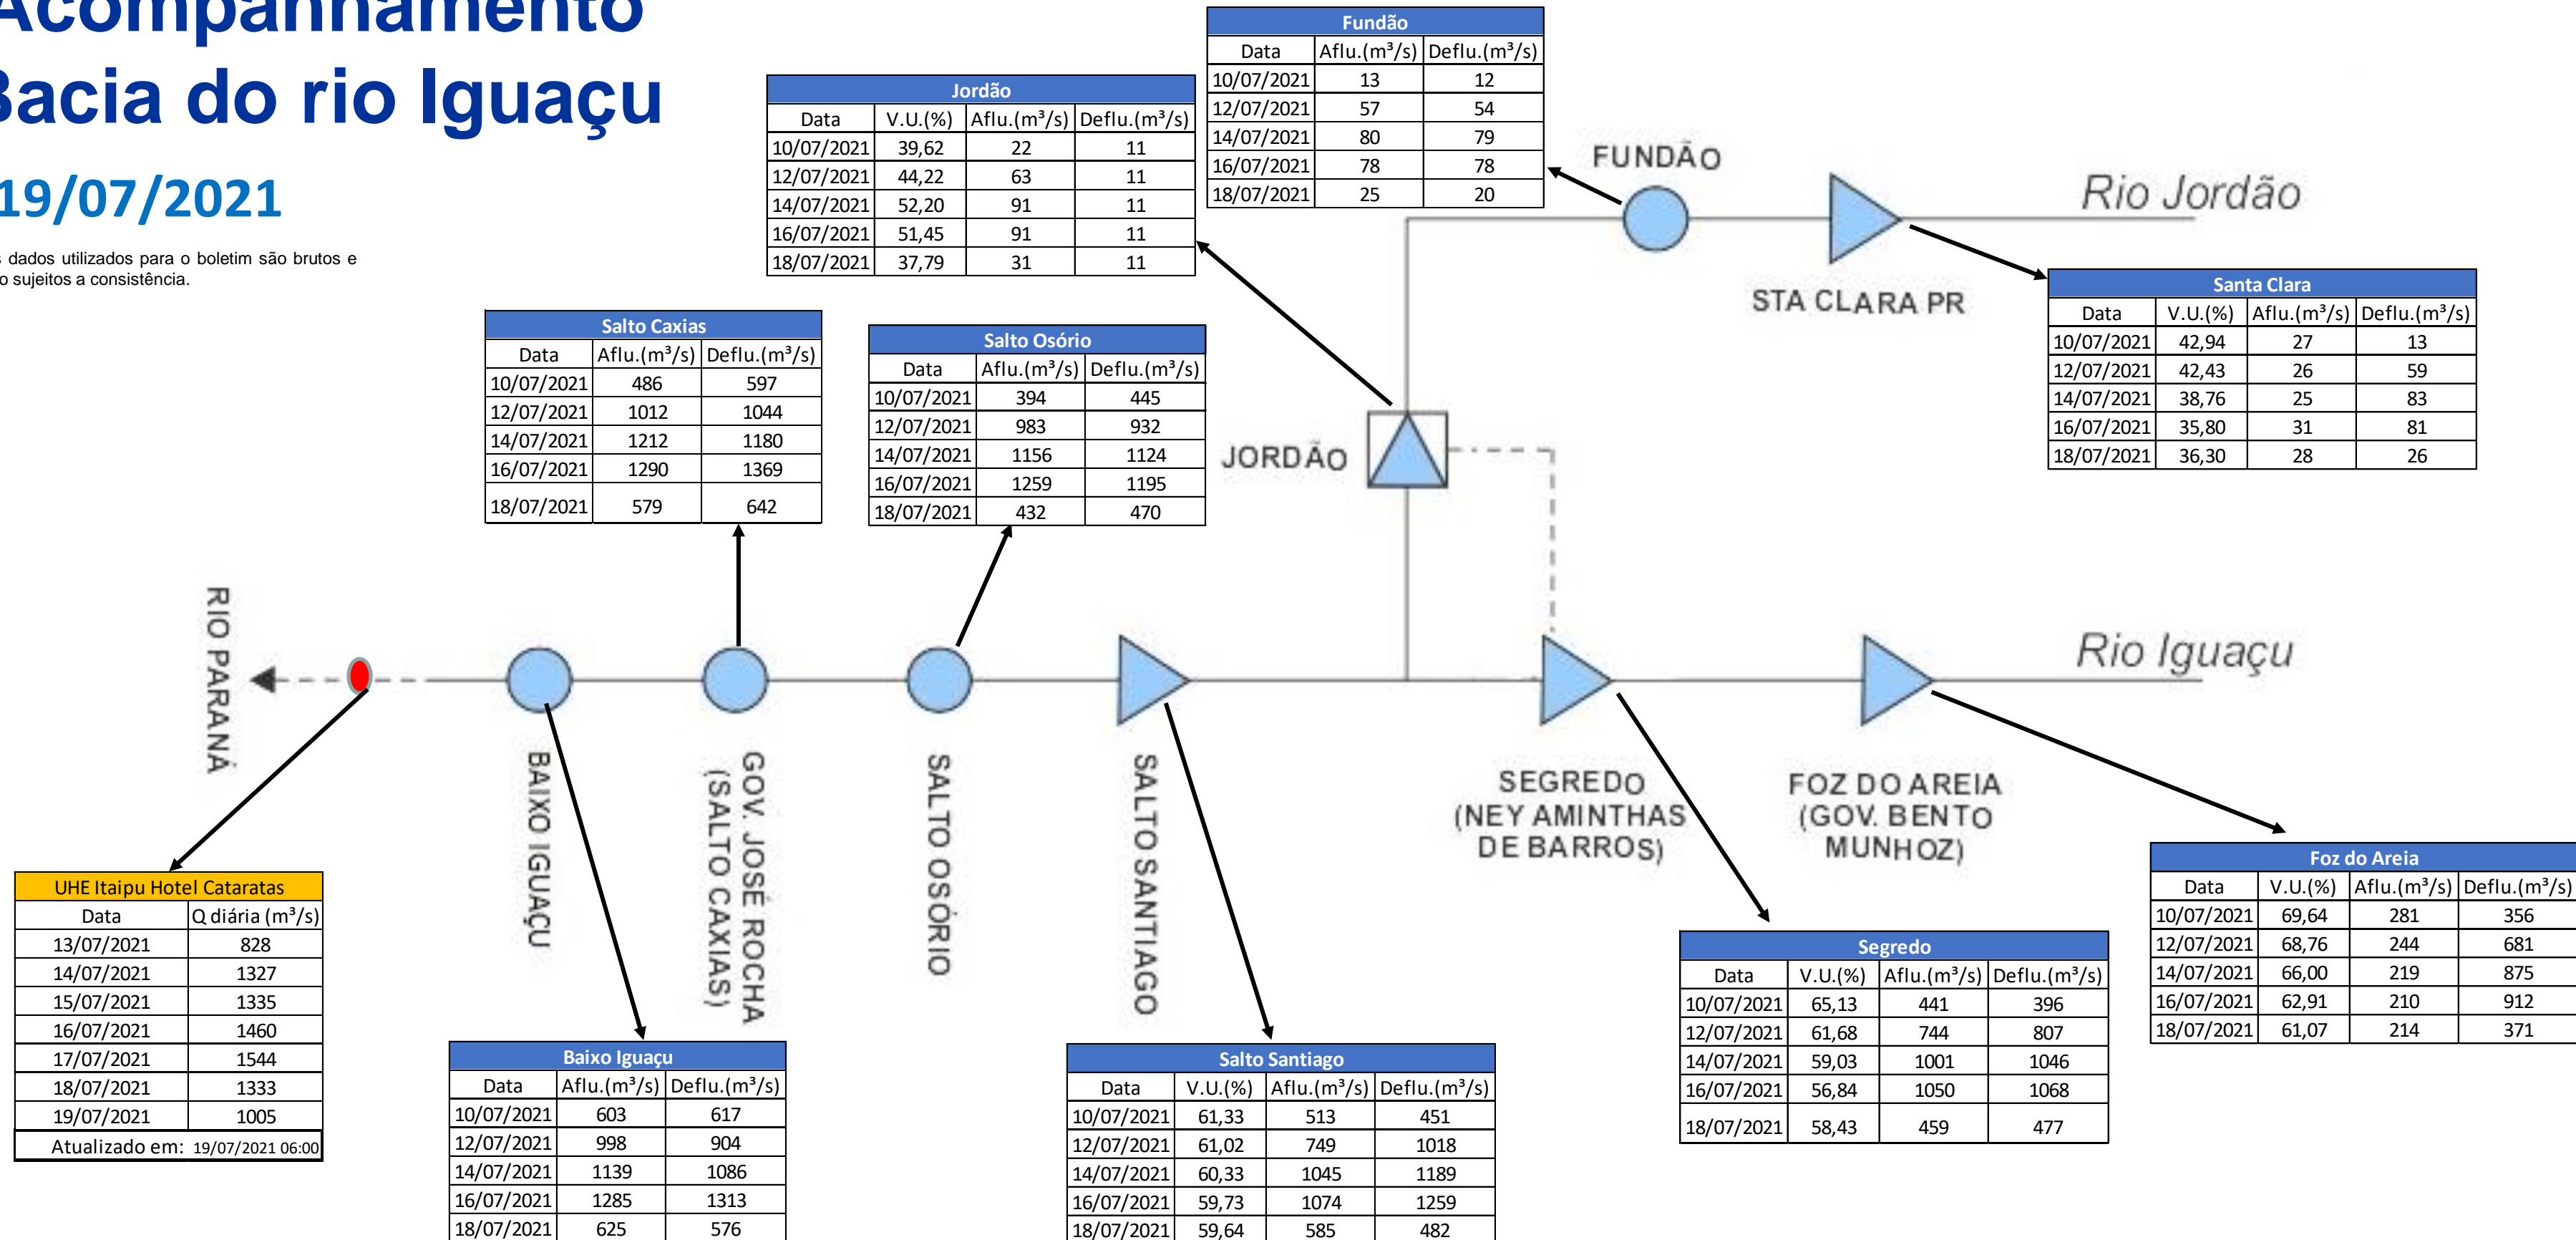 Acompanhamento
Bacia do rio Iguaçu
19/07/2021
s dados utilizados para o boletim são brutos e
o sujeitos a consistência.
Fundão
Data Aflu.(m³/s) Deflu.(m³/s)
10/07/2021 13 12
12/07/2021 57 54
14/07/2021 80 79
16/07/2021 78 78
18/07/2021 25 20
Jordão
Data V.U.(%) Aflu.(m³/s) Deflu.(m³/s)
10/07/2021 39,62 22 11
12/07/2021 44,22 63 11
14/07/2021 52,20 91 11
16/07/2021 51,45 91 11
18/07/2021 37,79 31 11
FUNDÃO
Rio Jordão
STA CLARA PR
Santa Clara
Data V.U.(%) Aflu.(m³/s) Deflu.(m³/s)
10/07/2021 42,94 27 13
12/07/2021 42,43 26 59
14/07/2021 38,76 25 83
16/07/2021 35,80 31 81
18/07/2021 36,30 28 26
Salto Caxias
Data Aflu.(m³/s) Deflu.(m³/s)
10/07/2021 486 597
12/07/2021 1012 1044
14/07/2021 1212 1180
16/07/2021 1290 1369
18/07/2021 579 642
Salto Osório
Data Aflu.(m³/s) Deflu.(m³/s)
10/07/2021 394 445
12/07/2021 983 932
14/07/2021 1156 1124
16/07/2021 1259 1195
18/07/2021 432 470
JORDÃO
RIO PARANÁ
Rio Iguaçu
BAIXO IGUAÇU
GOV. JOSÉ ROCHA
(SALTO CAXIAS)
SALTO OSÓRIO
SALTO SANTIAGO
SEGREDO
(NEY AMINTHAS
DE BARROS)
FOZ DO AREIA
(GOV. BENTO
MUNHOZ)
UHE Itaipu Hotel Cataratas
Data Q diária (m³/s)
13/07/2021 828
14/07/2021 1327
15/07/2021 1335
16/07/2021 1460
17/07/2021 1544
18/07/2021 1333
19/07/2021 1005
Atualizado em: 19/07/2021 06:00
Baixo Iguaçu
Data Aflu.(m³/s) Deflu.(m³/s)
10/07/2021 603 617
12/07/2021 998 904
14/07/2021 1139 1086
16/07/2021 1285 1313
18/07/2021 625 576
Salto Santiago
Data V.U.(%) Aflu.(m³/s) Deflu.(m³/s)
10/07/2021 61,33 513 451
12/07/2021 61,02 749 1018
14/07/2021 60,33 1045 1189
16/07/2021 59,73 1074 1259
18/07/2021 59,64 585 482
Segredo
Data V.U.(%) Aflu.(m³/s) Deflu.(m³/s)
10/07/2021 65,13 441 396
12/07/2021 61,68 744 807
14/07/2021 59,03 1001 1046
16/07/2021 56,84 1050 1068
18/07/2021 58,43 459 477
Foz do Areia
Data V.U.(%) Aflu.(m³/s) Deflu.(m³/s)
10/07/2021 69,64 281 356
12/07/2021 68,76 244 681
14/07/2021 66,00 219 875
16/07/2021 62,91 210 912
18/07/2021 61,07 214 371